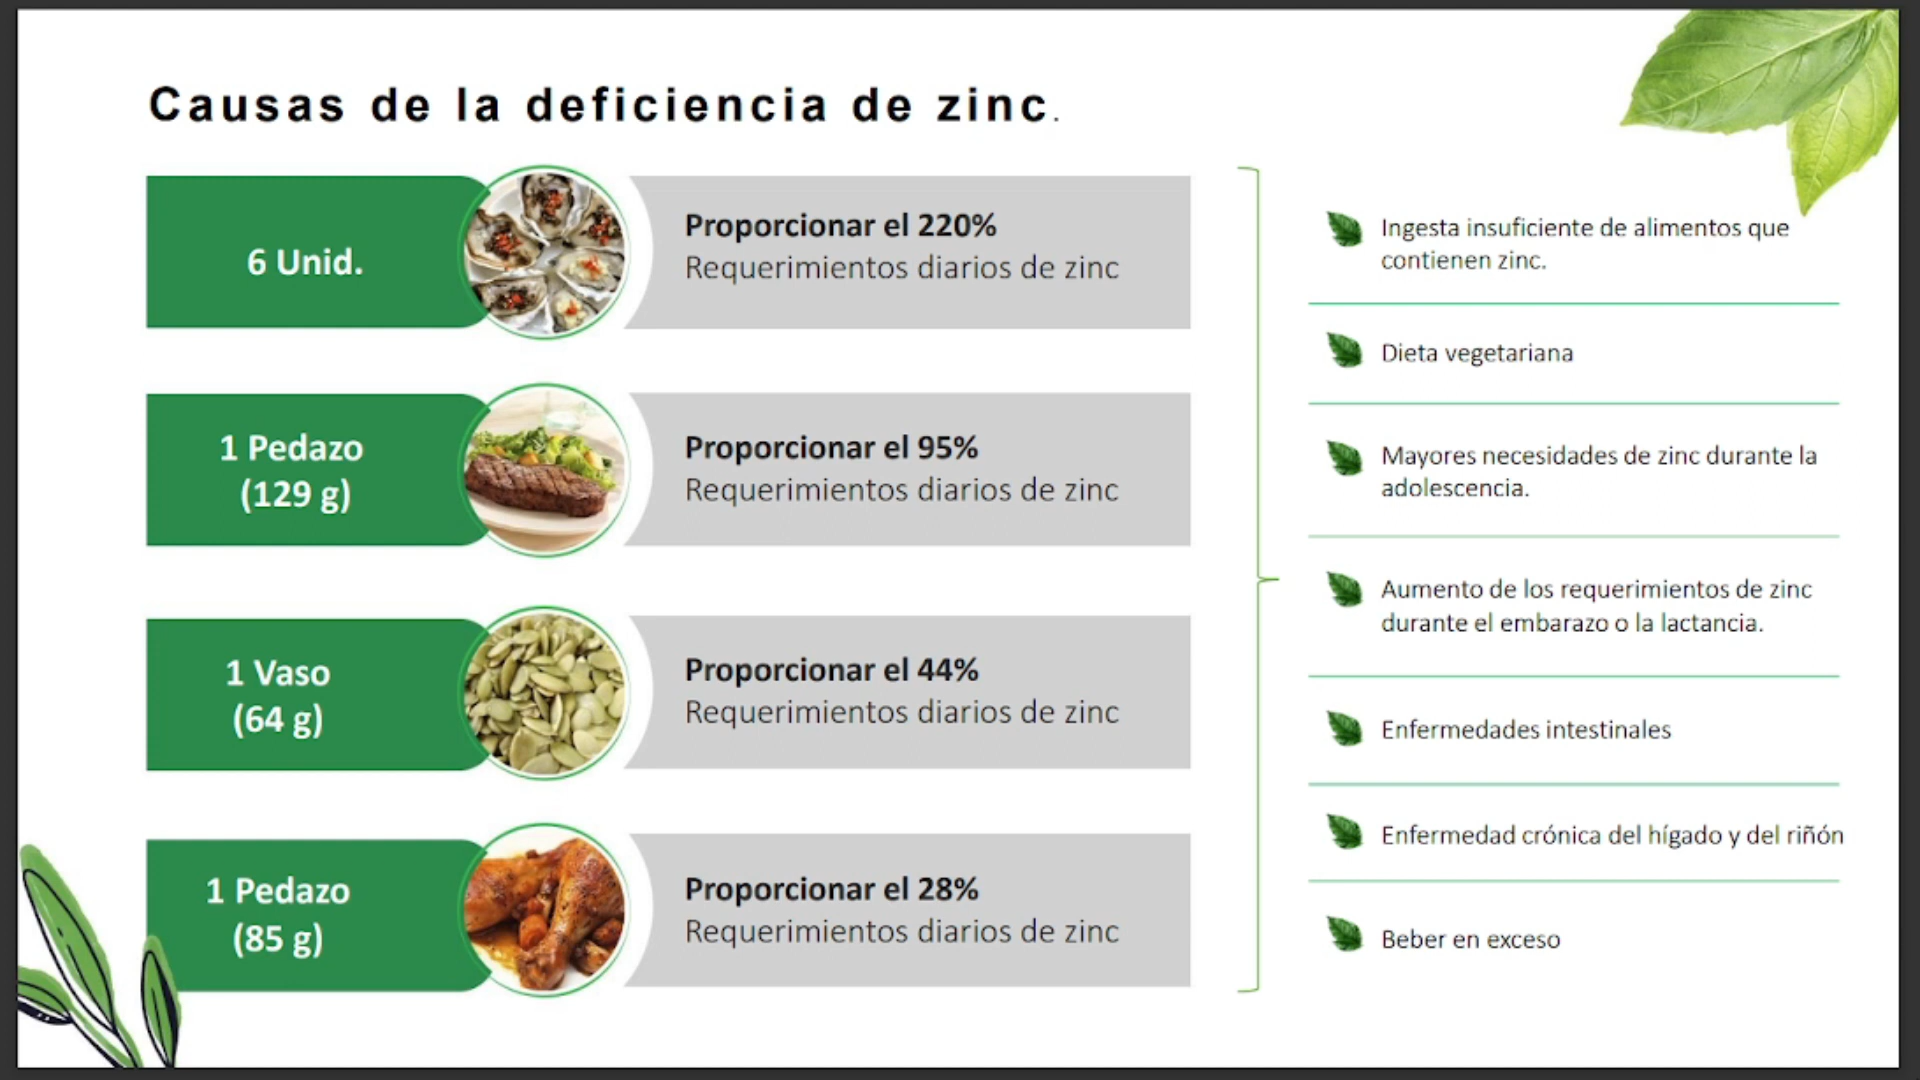 Causas de la deficiencia de zinc.
6 Unid.
Proporcionar el 220%
Requerimientos diarios de zinc
1 Pedazo
(129 g)
Proporcionar el 95%
Requerimientos diarios de zinc
1 Vaso
(64 g)
Proporcionar el 44%
Requerimientos diarios de zinc
1 Pedazo
(85 g)
Proporcionar el 28%
Requerimientos diarios de zinc
Ingesta insuficiente de alimentos que
contienen zinc.
Dieta vegetariana
Mayores necesidades de zinc durante la
adolescencia.
Aumento de los requerimientos de zinc
durante el embarazo o la lactancia.
Enfermedades intestinales
Enfermedad crónica del hígado y del riñón
Beber en exceso